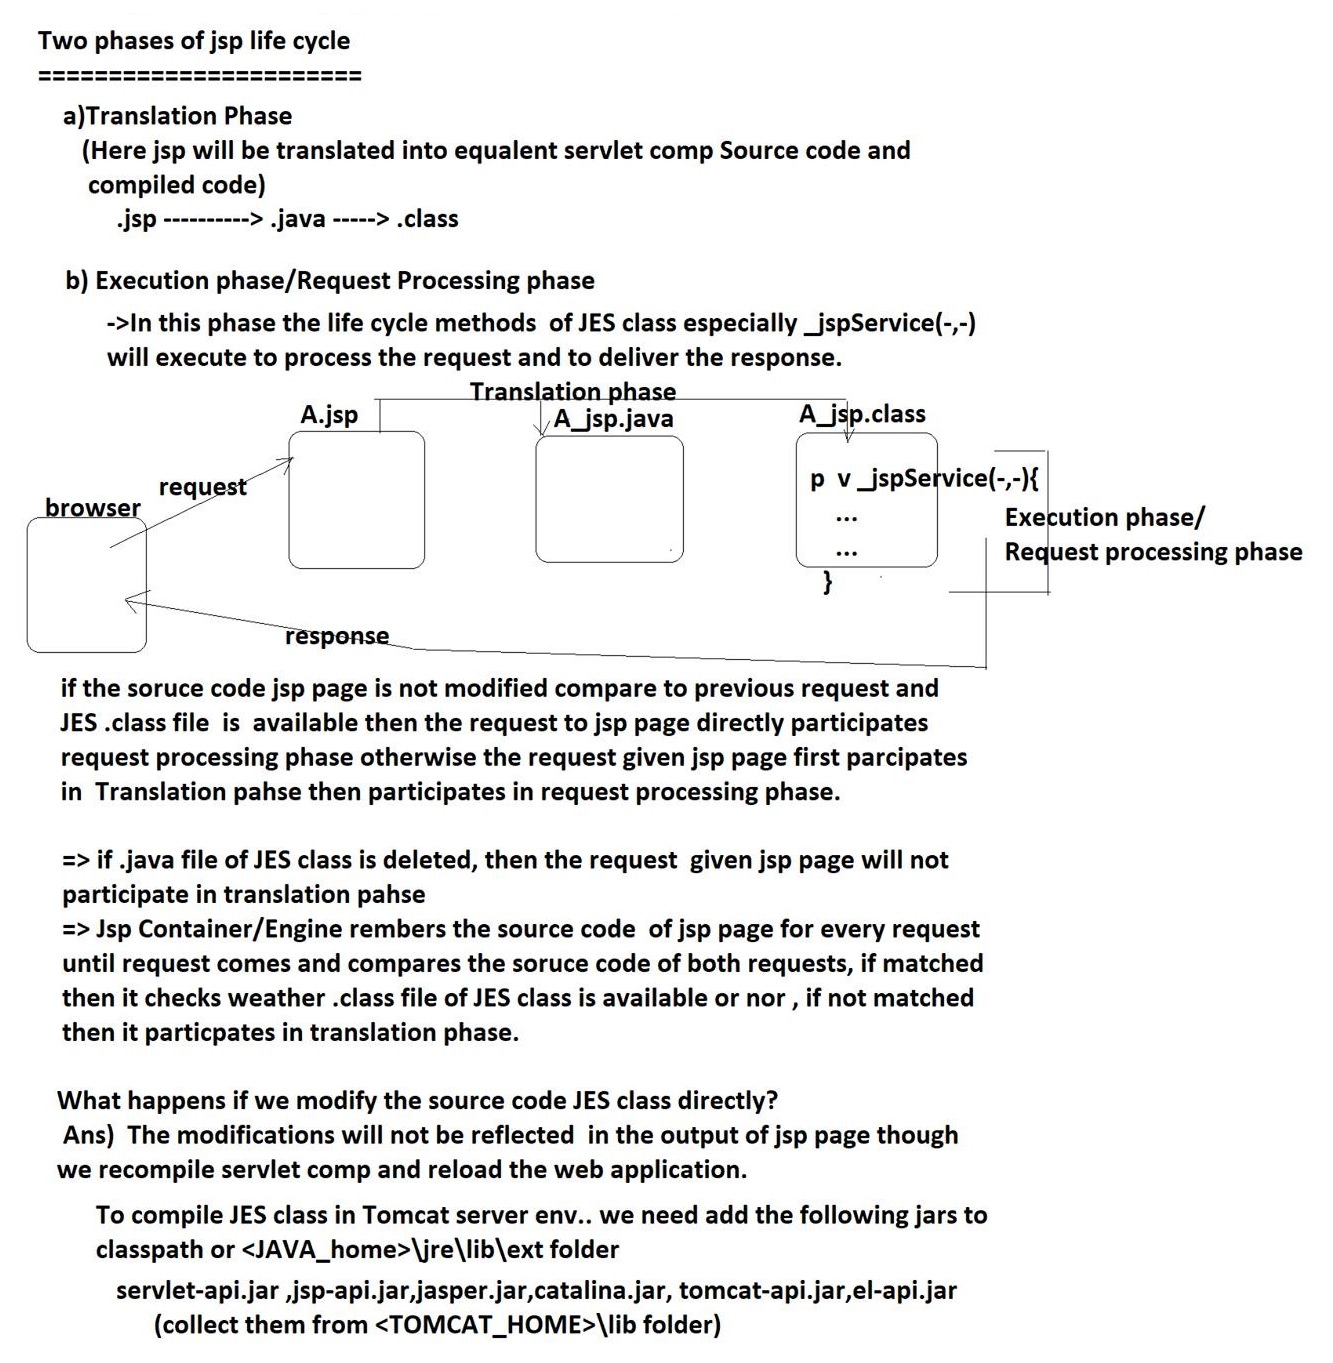 Two phases of jsp life cycle
=======================
a)Translation Phase
(Here jsp will be translated into equalent servlet comp Source code and
compiled code)
.jsp ----------> .java -----> .class
b) Execution phase/Request Processing phase
->In this phase the life cycle methods  of JES class especially _jspService(-,-)
will execute to process the request and to deliver the response.
Translation phase
A.jsp
A_jsp.java
A_jsp.class
request
browser
p  v _jspService(-,-){
...
...
}
Execution phase/
Request processing phase
response
if the soruce code jsp page is not modified compare to previous request and
JES .class file  is  available then the request to jsp page directly participates
request processing phase otherwise the request given jsp page first parcipates
in  Translation pahse then participates in request processing phase.
=> if .java file of JES class is deleted, then the request  given jsp page will not
participate in translation pahse
=> Jsp Container/Engine rembers the source code  of jsp page for every request
until request comes and compares the soruce code of both requests, if matched
then it checks weather .class file of JES class is available or nor , if not matched
then it particpates in translation phase.
What happens if we modify the source code JES class directly?
Ans)  The modifications will not be reflected  in the output of jsp page though
we recompile servlet comp and reload the web application.
To compile JES class in Tomcat server env.. we need add the following jars to
classpath or <JAVA_home>\jre\lib\ext folder
servlet-api.jar ,jsp-api.jar,jasper.jar,catalina.jar, tomcat-api.jar,el-api.jar
(collect them from <TOMCAT_HOME>\lib folder)